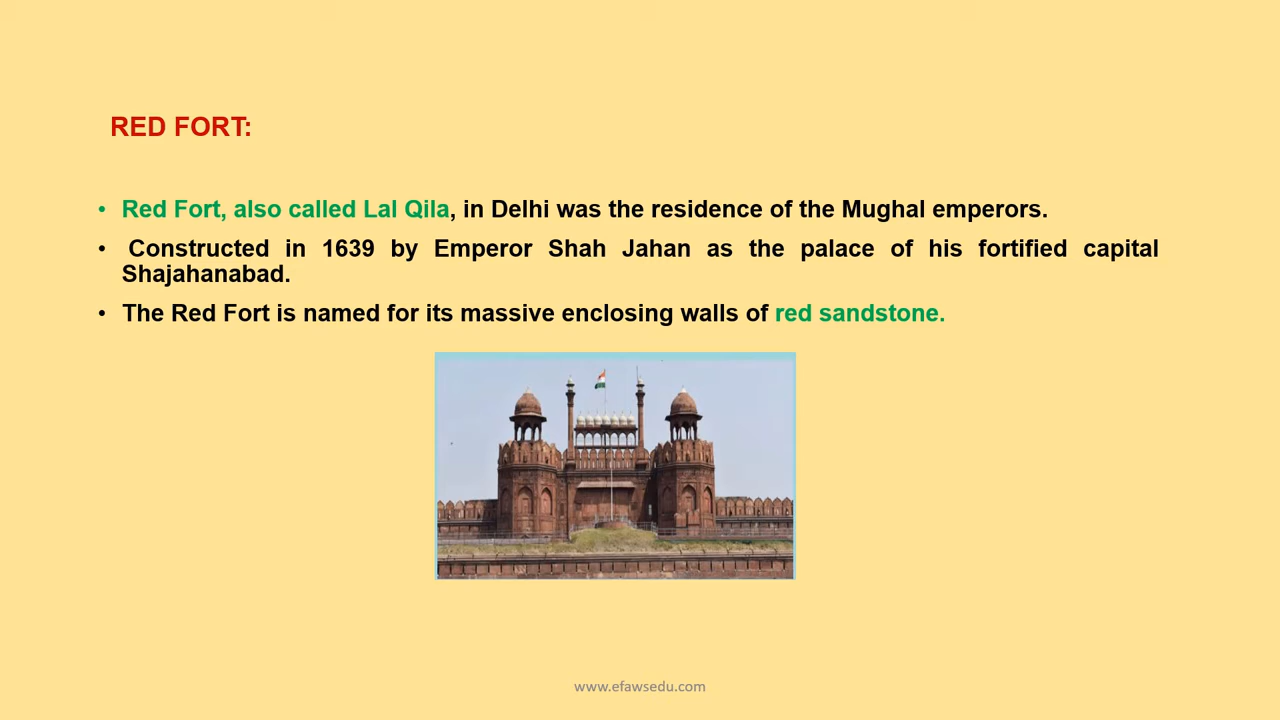 RED FORT:
• Red Fort, also called Lal Qila, in Delhi was the residence of the Mughal emperors.
• Constructed in 1639 by Emperor Shah Jahan as the palace of his fortified capital
Shajahanabad.
• The Red Fort is named for its massive enclosing walls of red sandstone.
www.efawsedu.com